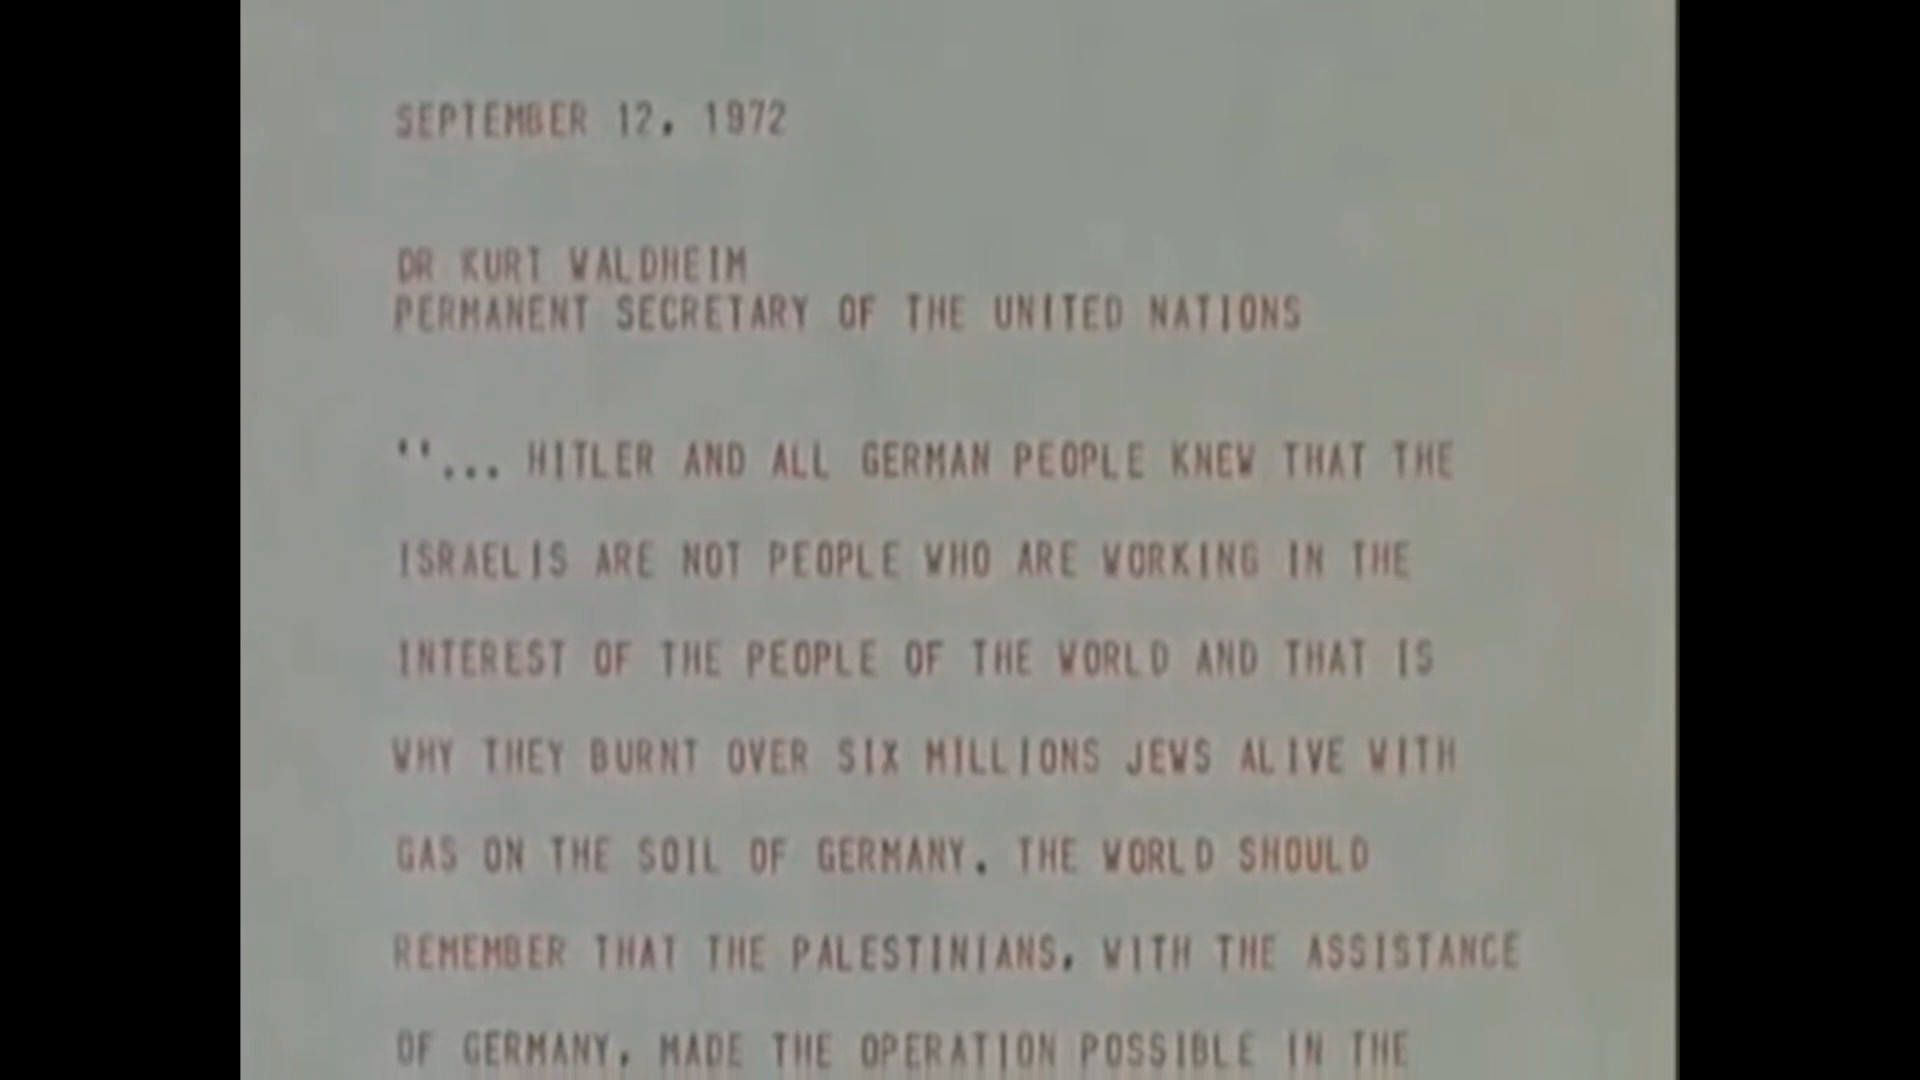 SEPTEMBER 12, 1972
DR KURT WALDHEIM
PERMANENT SECRETARY OF THE UNITED NATIONS
''... HITLER AND ALL GERMAN PEOPLE KNEW THAT THE
ISRAELIS ARE NOT PEOPLE WHO ARE WORKING IN THE
INTEREST OF THE PEOPLE OF THE WORLD AND THAT IS
WHY THEY BURNT OVER SIX MILLIONS JEWS ALIVE WITH
GAS ON THE SOIL OF GERMANY. THE WORLD SHOULD
REMEMBER THAT THE PALESTINIANS, WITH THE ASSISTANCE
OF GERMANY, MADE THE OPERATION POSSIBLE IN THE